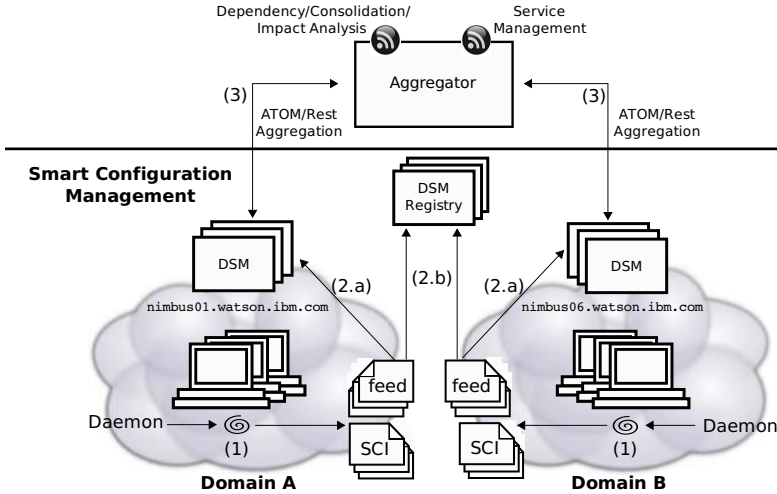 Dependency/Consolidation/
Impact Analysis
Service
Management
Aggregator
(3)
(3)
ATOM/Rest
Aggregation
ATOM/Rest
Aggregation
Smart Configuration
Management
DSM
Registry
DSM
DSM
(2.a)
(2.b)
(2.a)
nimbus01.watson.ibm.com
nimbus06.watson.ibm.com
feed
feed
Daemon
(1)
SCI
SCI
(1)
Daemon
Domain A
Domain B